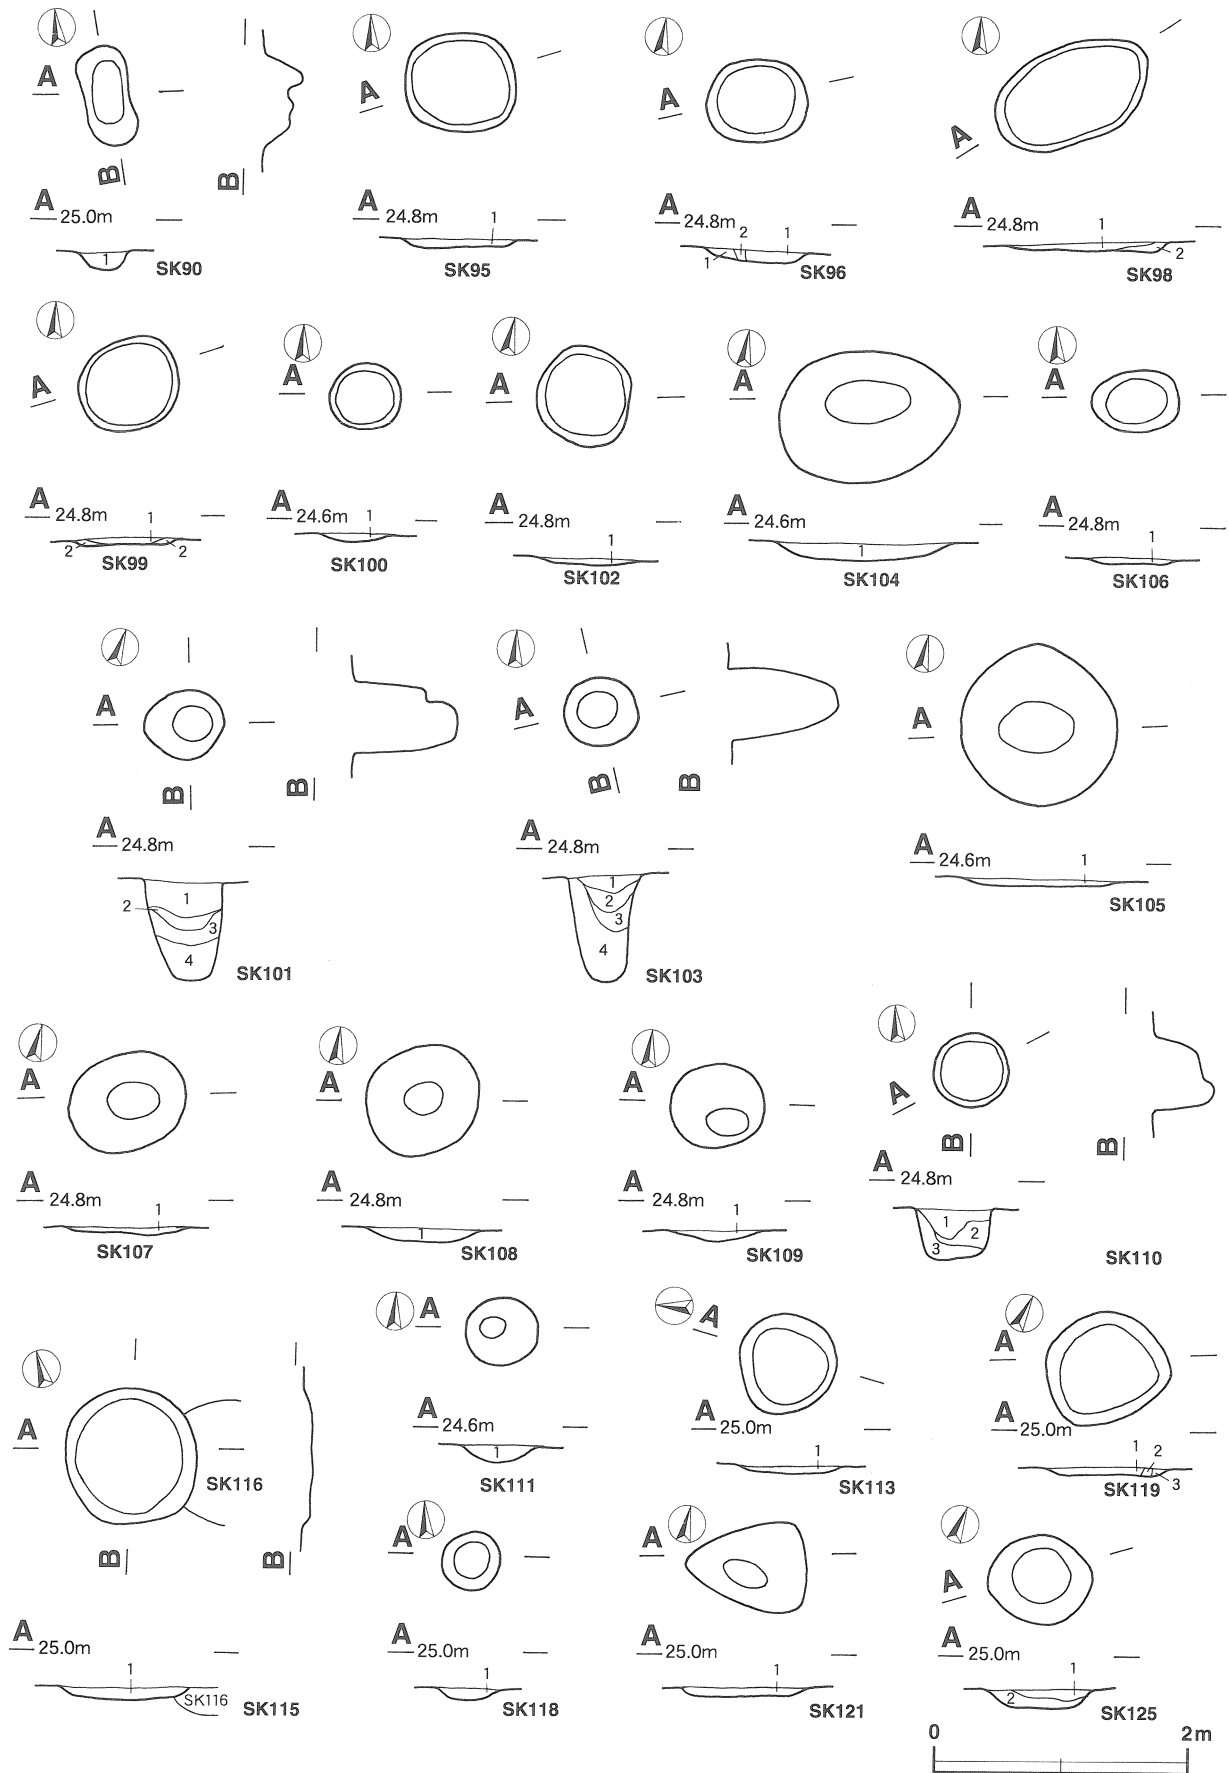 A
B
B
A 25.0m
1
SK90
A
A 24.8m
1
SK95
A
A 24.8m
2 1
1
SK96
A
A 24.8m
1
2
SK98
A
A 24.8m
1
2 2
SK99
A
A 24.6m
1
SK100
A
A 24.8m
1
SK102
A
A 24.6m
1
SK104
A
A 24.8m
1
SK106
A
B
B
A 24.8m
1
2
3
4
SK101
A
B
B
A 24.8m
1
2
3
4
SK103
A
A 24.6m
1
SK105
A
A 24.8m
1
SK107
A
A 24.8m
1
SK108
A
A 24.8m
1
SK109
A
B
B
A 24.8m
1
2
3
SK110
A
SK116
B
B
A 25.0m
1
SK116
SK115
A
A 24.6m
1
SK111
A
A 25.0m
1
SK113
A
A 25.0m
1 2
3
SK119
A
A 25.0m
1
SK118
A
A 25.0m
1
SK121
A
A 25.0m
1
2
SK125
0 2m